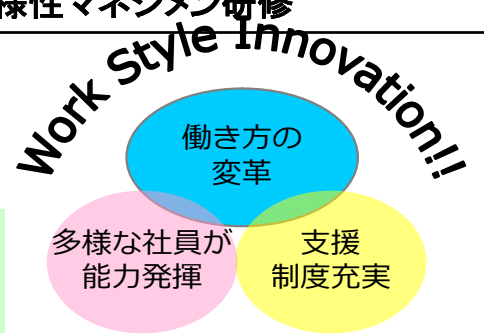 様性マネジメント研修
Work Style Innovation!!
働き方の
変革
多様な社員が
能力発揮
支援
制度充実